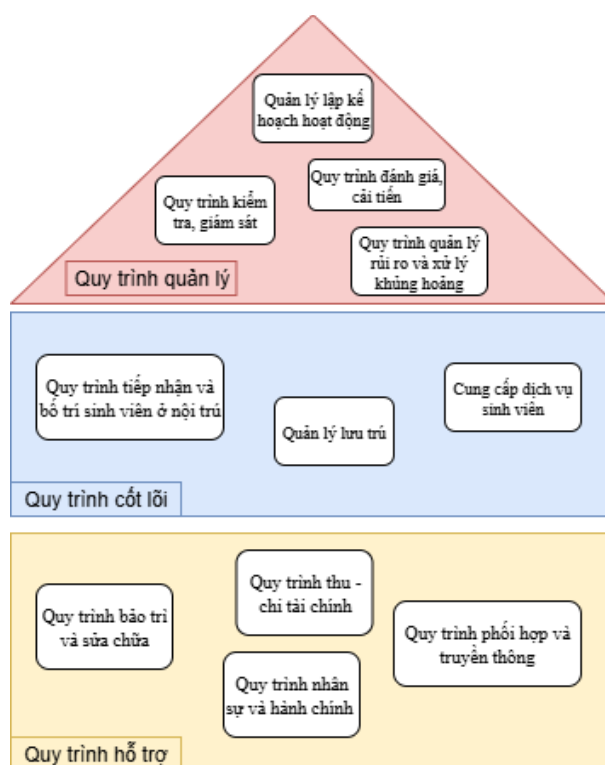 Quản lý lập kế
hoạch hoạt động
Quy trình đánh giá,
cải tiến
Quy trình kiểm
tra, giám sát
Quy trình quản lý
rủi ro và xử lý
khủng hoảng
Quy trình quản lý
Quy trình tiếp nhận và
bố trí sinh viên ở nội trú
Cung cấp dịch vụ
sinh viên
Quản lý lưu trú
Quy trình cốt lõi
Quy trình thu -
chi tài chính
Quy trình bảo trì
và sửa chữa
Quy trình phối hợp và
truyền thông
Quy trình nhân
sự và hành chính
Quy trình hỗ trợ